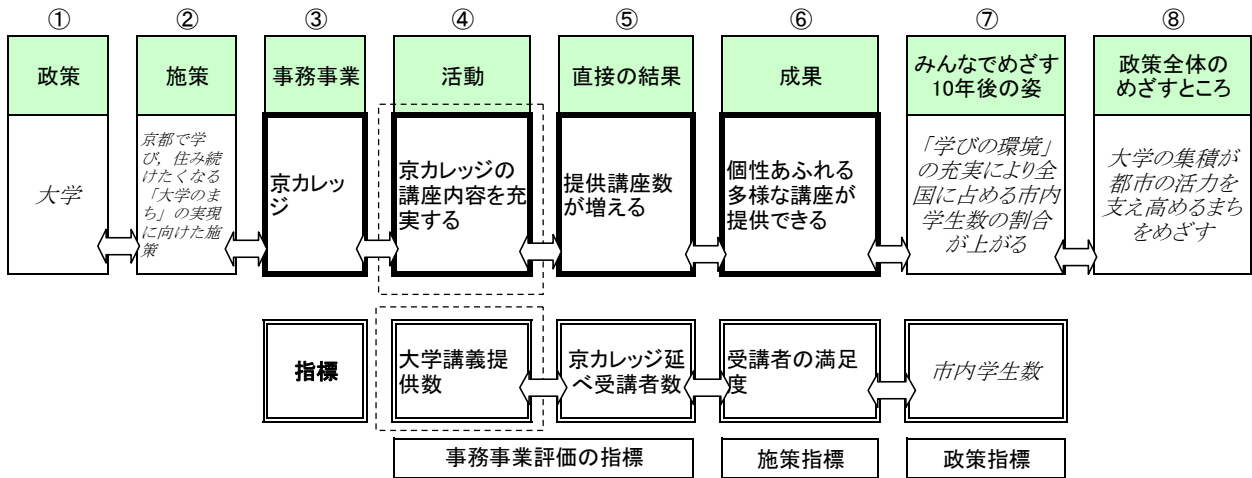 ① ② ③ ④ ⑤ ⑥ ⑦ ⑧
政策
施策
事務事業
活動
直接の結果
成果
みんなでめざす
10年後の姿
政策全体の
めざすところ
大学
京都で学
び，住み続
けたくなる
「大学のま
ち」の実現
に向けた施
策
京カレッ
ジ
京カレッジの
講座内容を充
実する
提供講座数
が増える
個性あふれる
多様な講座が
提供できる
「学びの環境」
の充実により全
国に占める市内
学生数の割合
が上がる
大学の集積が
都市の活力を
支え高めるまち
をめざす
指標
大学講義提
供数
京カレッジ延
べ受講者数
受講者の満足
度
市内学生数
事務事業評価の指標
施策指標
政策指標